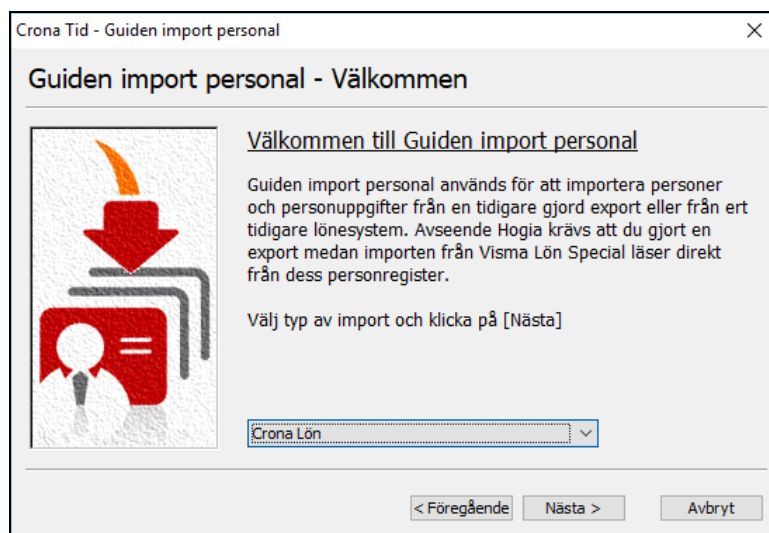 Crona Tid - Guiden import personal
Guiden import personal - Välkommen
Välkommen till Guiden import personal
Guiden import personal används för att importera personer
och personuppgifter från en tidigare gjord export eller från ert
tidigare lönesystem. Avseende Hogia krävs att du gjort en
export medan importen från Visma Lön Special läser direkt
från dess personregister.
Välj typ av import och klicka på [Nästa]
Crona Lön
< Föregående
Nästa >
Avbryt